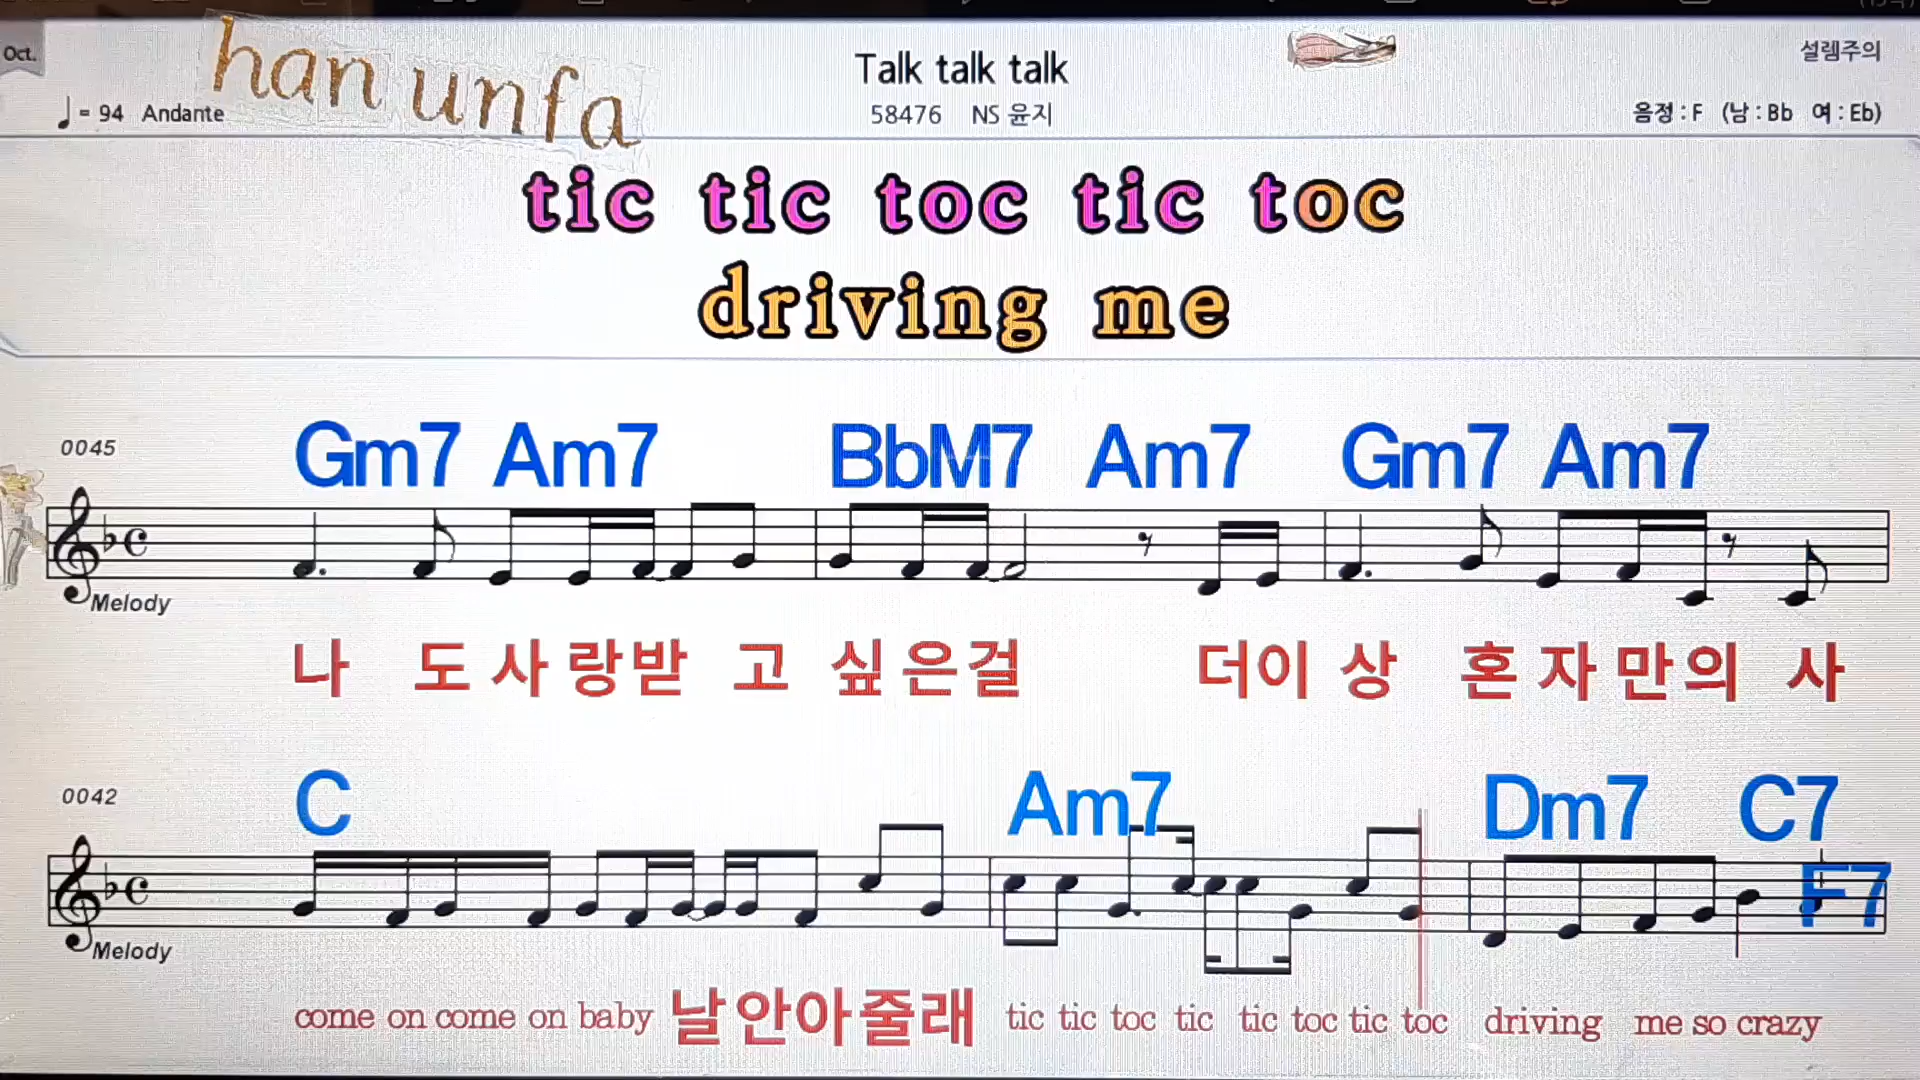 Oct.
han unfa
Talk talk talk
설렘주의
♩= 94 Andante
58476 NS 윤지
음정 : F (남 : Bb 여 : Eb)
tic tic toc tic toc
driving me
0045
Gm7 Am7 BbM7 Am7 Gm7 Am7
Melody
나 도 사 랑받 고 싶은걸 더이 상 혼 자 만의 사
0042
C Am7 Dm7 C7
F7
Melody
come on come on baby 날안아줄래 tic tic toc tic tic toc tic toc driving me so crazy